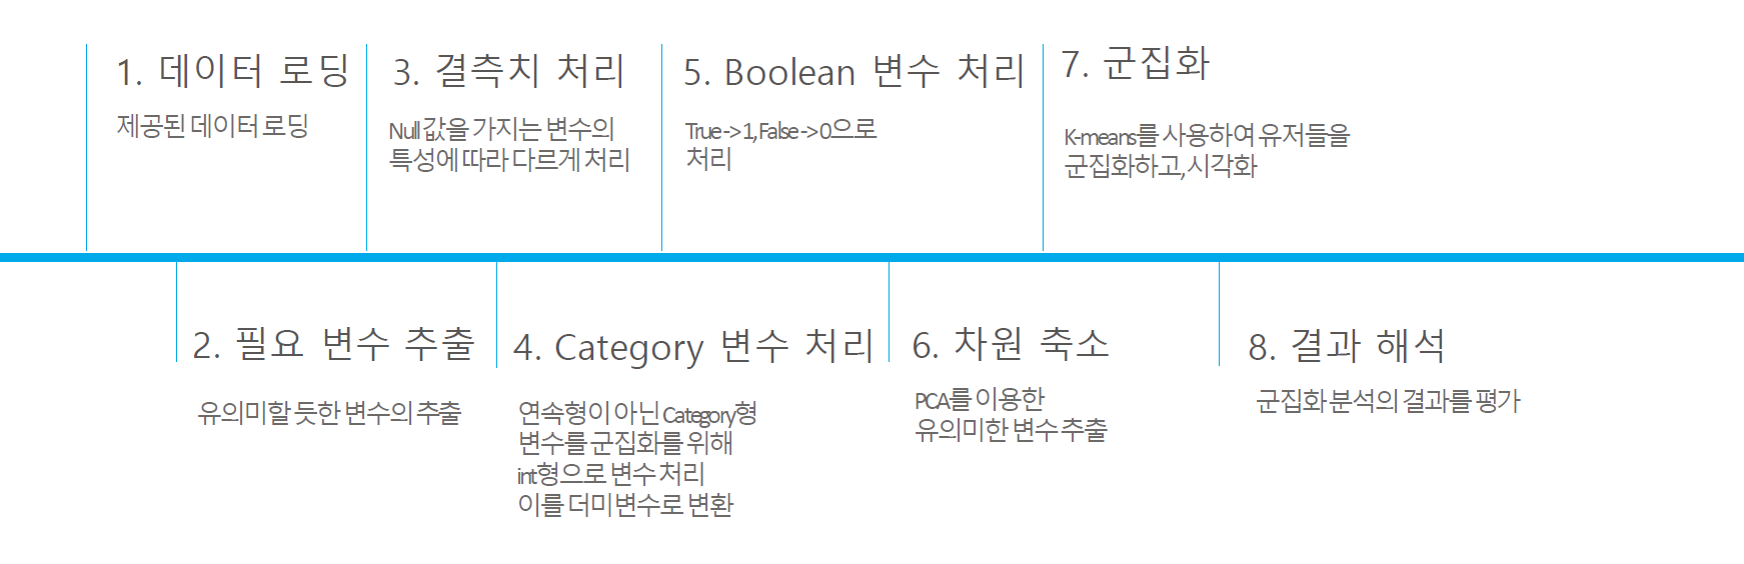 1. 데이터 로딩
제공된 데이터 로딩
2. 필요 변수 추출
유의미할 듯한 변수의 추출
3. 결측치 처리
Null 값을 가지는 변수의
특성에 따라 다르게 처리
4. Category 변수 처리
연속형이 아닌 Category형
변수를 군집화를 위해
int형으로 변수 처리
이를 더미변수로 변환
5. Boolean 변수 처리
True -> 1, False -> 0으로
처리
6. 차원 축소
PCA를 이용한
유의미한 변수 추출
7. 군집화
K-means를 사용하여 유저들을
군집화하고, 시각화
8. 결과 해석
군집화 분석의 결과를 평가